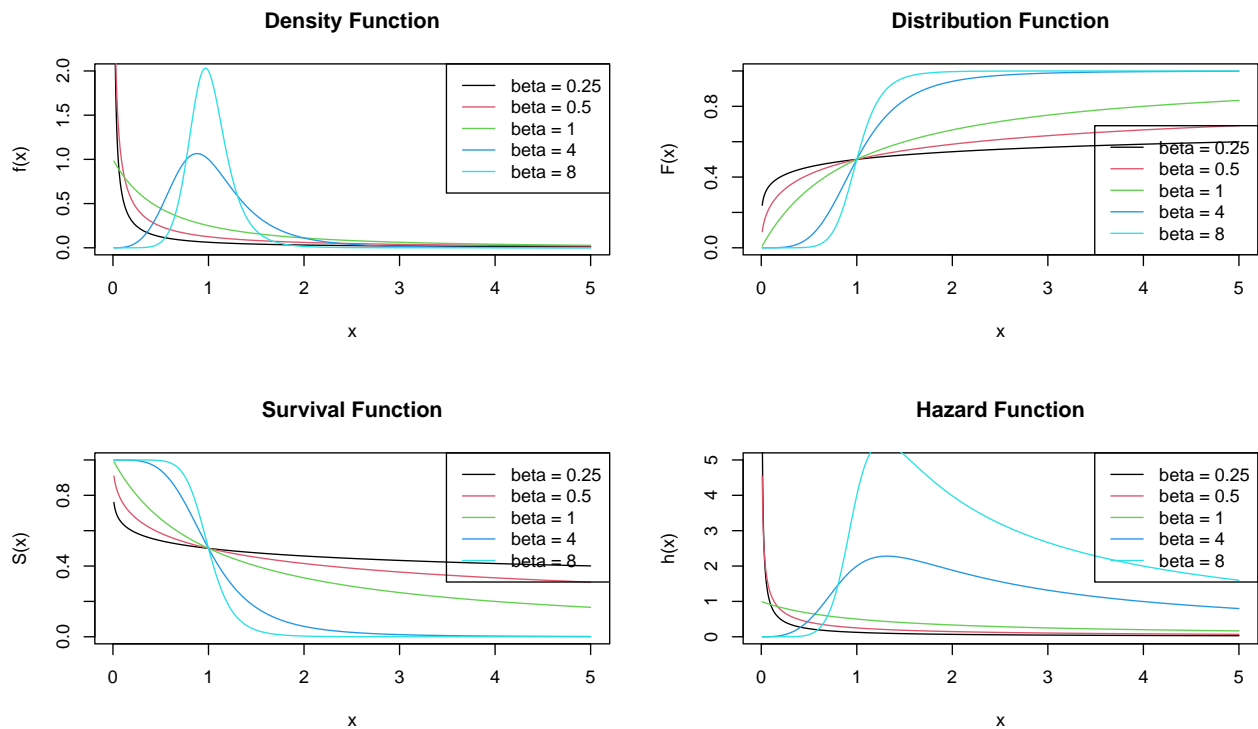 Density Function
f(x)
0.0 0.5 1.0 1.5 2.0
beta = 0.25
beta = 0.5
beta = 1
beta = 4
beta = 8
0 1 2 3 4 5
x
Distribution Function
F(x)
0.0 0.4 0.8
beta = 0.25
beta = 0.5
beta = 1
beta = 4
beta = 8
0 1 2 3 4 5
x
Survival Function
S(x)
0.0 0.4 0.8
beta = 0.25
beta = 0.5
beta = 1
beta = 4
beta = 8
0 1 2 3 4 5
x
Hazard Function
h(x)
0 1 2 3 4 5
beta = 0.25
beta = 0.5
beta = 1
beta = 4
beta = 8
0 1 2 3 4 5
x